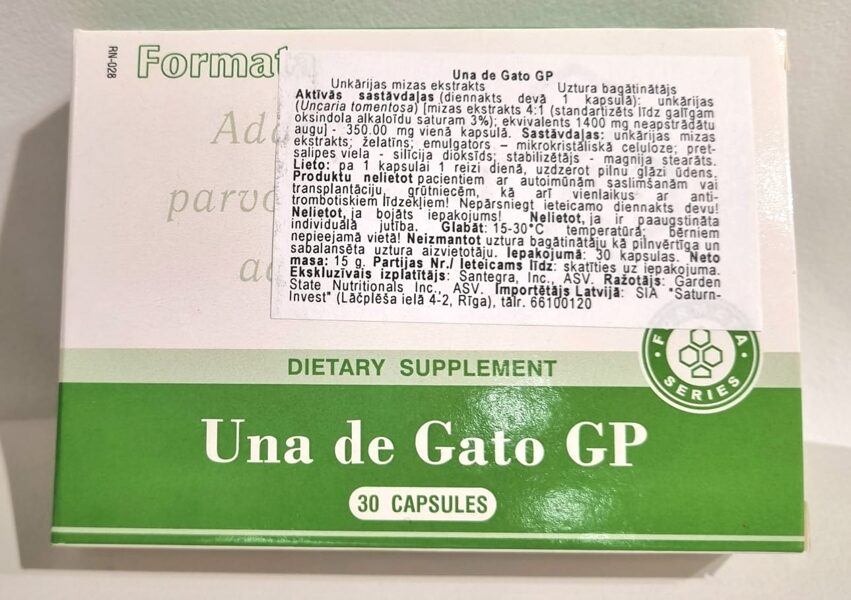 RN-028
Formata
Una de Gato GP
Unkārijas mizas ekstrakts Uztura bagātinātājs
Aktīvās sastāvdaļas (diennakts devā 1 kapsulā): unkārijas
(Uncaria tomentosa) [mizas ekstrakts 4:1 (standartizēts līdz galīgam
oksindola alkaloīdu saturam 3%); ekvivalents 1400 mg neapstrādātu
augu] - 350.00 mg vienā kapsulā. Sastāvdaļas: unkārijas mizas
ekstrakts; želatīns; emulgators – mikrokristāliskā celuloze; pret-
salipes viela - silīcija dioksīds; stabilizētājs - magnija stearāts.
Lieto: pa 1 kapsulai 1 reizi dienā, uzdzerot pilnu glāzi ūdens.
Produktu nelietot pacientiem ar autoimūnām saslimšanām vai
transplantāciju, grūtniecēm, kā arī vienlaikus ar anti-
trombotiskiem līdzekļiem! Nepārsniegt ieteicamo diennakts devu!
Nelietot, ja bojāts iepakojums! Nelietot, ja ir paaugstināta
individuālā jutība. Glabāt: 15-30°C temperatūrā; bērniem
nepieejamā vietā! Neizmantot uztura bagātinātāju kā pilnvērtīga un
sabalansēta uztura aizvietotāju. Iepakojumā: 30 kapsulas. Neto
masa: 15 g. Partijas Nr./ Ieteicams līdz: skatīties uz iepakojuma.
Ekskluzīvais izplatītājs: Santegra, Inc., ASV. Ražotājs: Garden
State Nutritionals Inc., ASV. Importētājs Latvijā: SIA "Saturn-
Invest" (Lāčplēša ielā 4-2, Rīga), tālr. 66100120
DIETARY SUPPLEMENT
SERIES
Una de Gato GP
30 CAPSULES